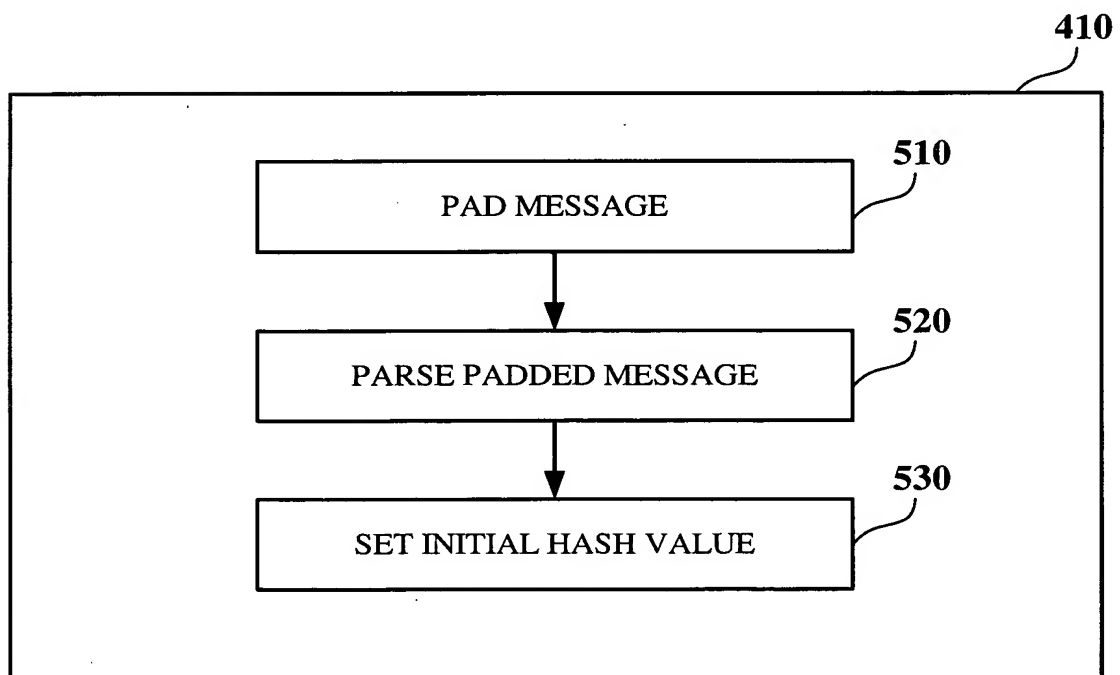 410
510
PAD MESSAGE
520
PARSE PADDED MESSAGE
530
SET INITIAL HASH VALUE